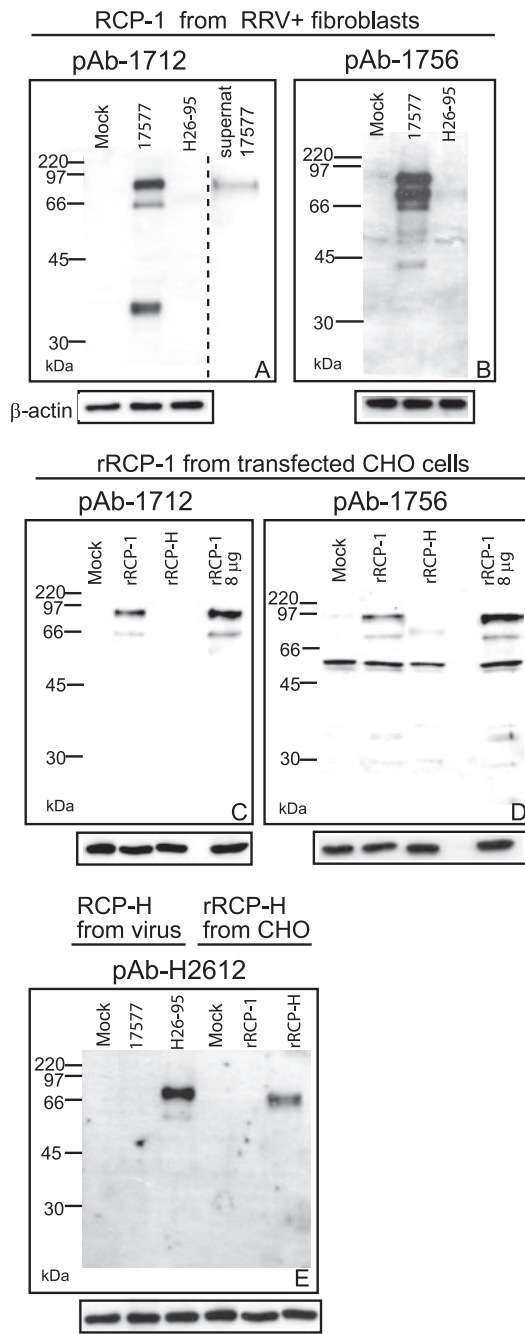 RCP-1 from RRV+ fibroblasts
pAb-1712
pAb-1756
Mock
17577
H26-95
supernat
17577
Mock
17577
H26-95
220
97
66
45
30
kDa
A
220
97
66
45
30
kDa
B
β-actin
rRCP-1 from transfected CHO cells
pAb-1712
pAb-1756
Mock
rRCP-1
rRCP-H
rRCP-1
8 µg
Mock
rRCP-1
rRCP-H
rRCP-1
8 µg
220
97
66
45
30
kDa
C
220
97
66
45
30
kDa
D
RCP-H
from virus
rRCP-H
from CHO
pAb-H2612
Mock
17577
H26-95
Mock
rRCP-1
rRCP-H
220
97
66
45
30
kDa
E